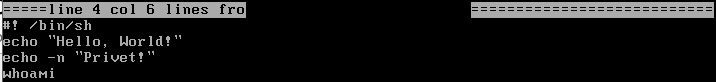 =====line 4 col 6 lines fro ===========================
#! /bin/sh
echo "Hello, World!"
echo -n "Privet!"
whoami